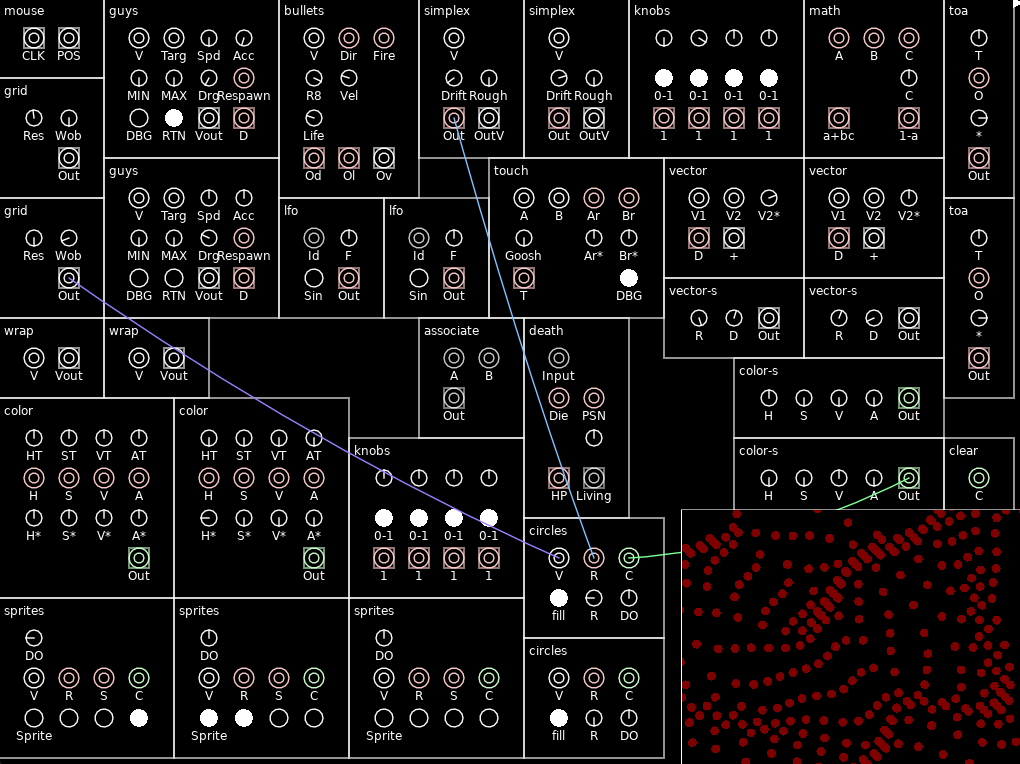 mouse
CLK POS
guys
V Targ Spd Acc
MIN MAX Drg Respawn
DBG RTN Vout D
bullets
V Dir Fire
R8 Vel
Life
Od Ol Ov
simplex
V
Drift Rough
Out OutV
simplex
V
Drift Rough
Out OutV
knobs
0-1 0-1 0-1 0-1
1 1 1 1
math
A B C
C
a+bc 1-a
toa
T
O
*
Out
grid
Res Wob
Out
grid
Res Wob
Out
guys
V Targ Spd Acc
MIN MAX Drg Respawn
DBG RTN Vout D
lfo
Id F
Sin Out
lfo
Id F
Sin Out
touch
A B Ar Br
Goosh Ar* Br*
T DBG
vector
V1 V2 V2*
D +
vector
V1 V2 V2*
D +
toa
T
O
*
Out
vector-s
R D Out
vector-s
R D Out
wrap
V Vout
wrap
V Vout
associate
A B
Out
death
Input
Die PSN
HP Living
color-s
H S V A Out
color-s
H S V A Out
clear
C
color
HT ST VT AT
H S V A
H* S* V* A*
Out
color
HT ST VT AT
H S V A
H* S* V* A*
Out
knobs
0-1 0-1 0-1 0-1
1 1 1 1
circles
V R C
fill R DO
sprites
DO
V R S C
Sprite
sprites
DO
V R S C
Sprite
sprites
DO
V R S C
Sprite
circles
V R C
fill R DO